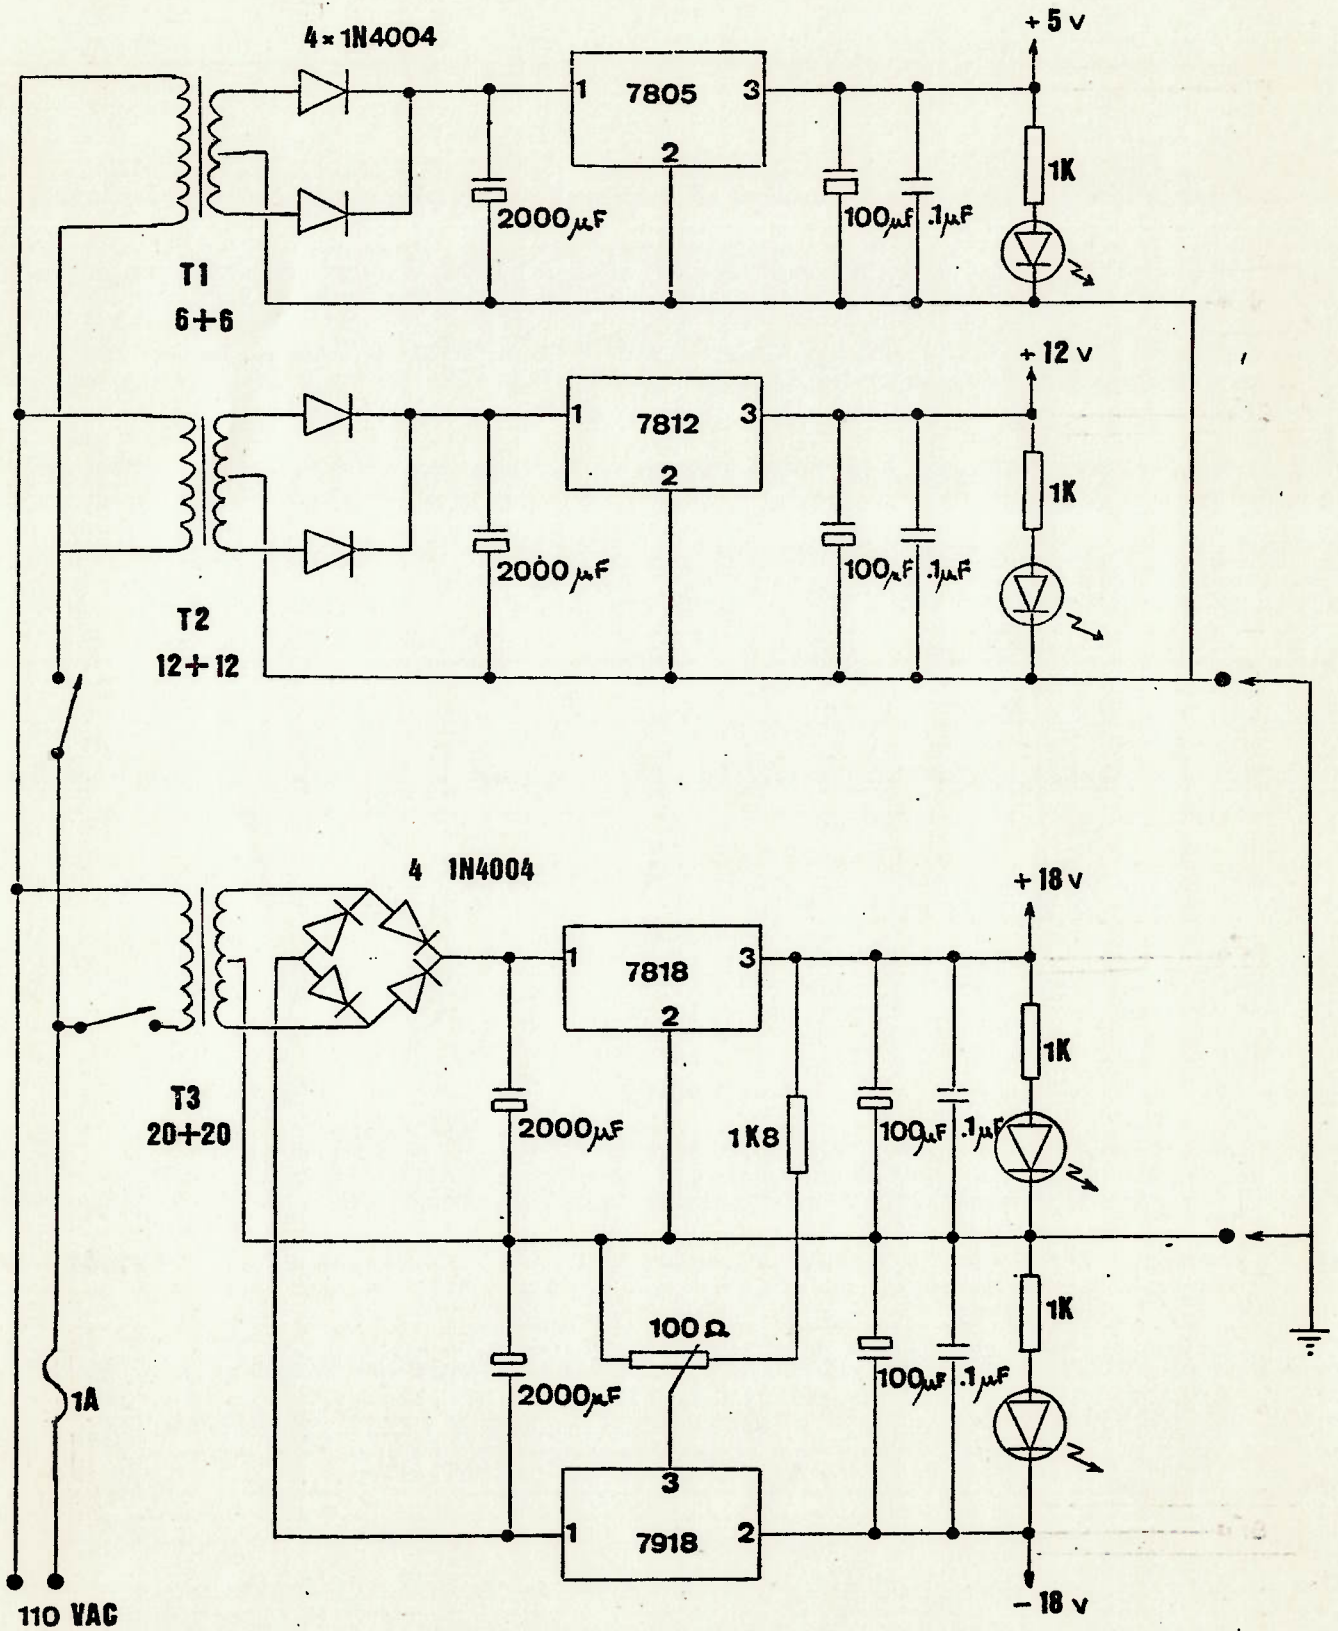 +5 v
4×1N4004
1
7805
3
2
1K
2000µF
100µF
.1µF
T1
6+6
+12 v
1
7812
3
2
1K
2000µF
100µF
.1µF
T2
12+12
4 1N4004
+18 v
1
7818
3
2
1K
T3
20+20
2000µF
1K8
100µF
.1µF
100Ω
1K
2000µF
100µF
.1µF
1A
3
1
7918
2
110 VAC
-18 v